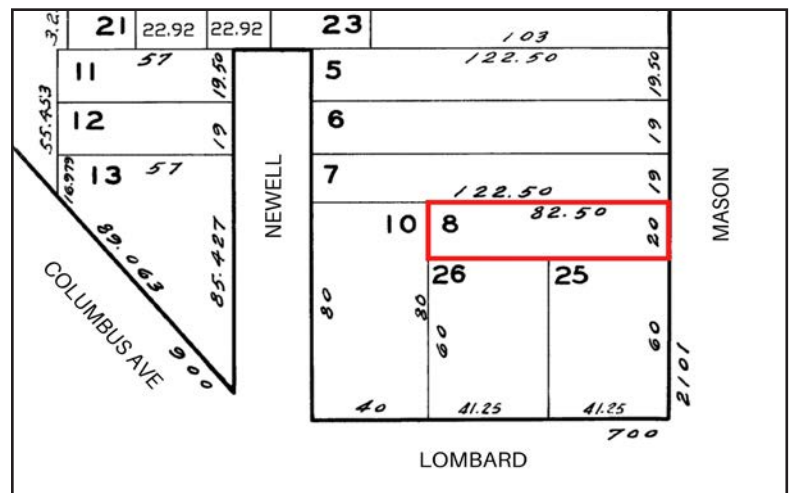 3.2
21 22.92 22.92 23
103
11 57 19.50 5 122.50 19.50
55.453
12 19 6 19
16.979 13 57 7 19
122.50
NEWELL
MASON
10 8 82.50 20
89.063
85.427
26 25
COLUMBUS AVE
80 80 60 60
900
2101
40 41.25 41.25
700
LOMBARD